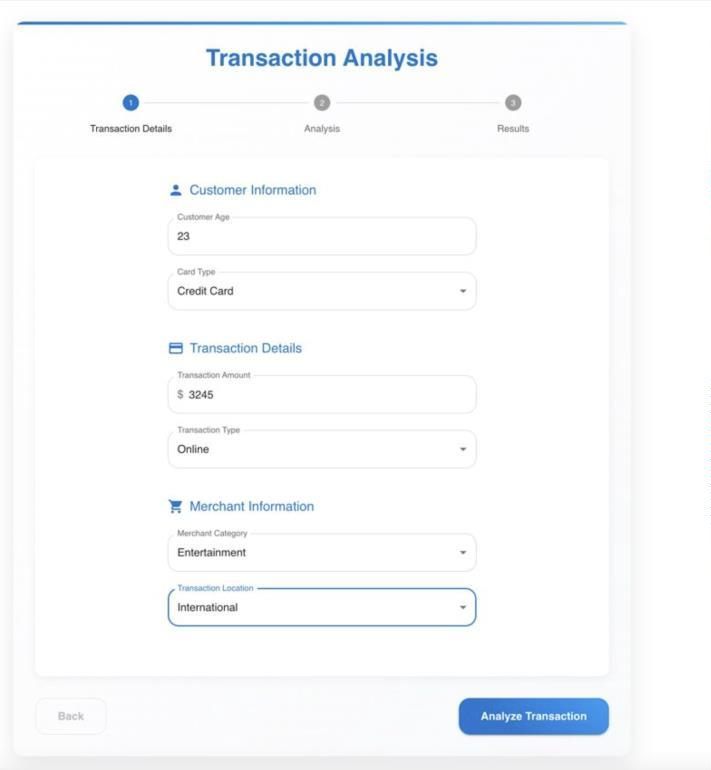 Transaction Analysis
1 2 3
Transaction Details Analysis Results
Customer Information
Customer Age
23
Card Type
Credit Card
Transaction Details
Transaction Amount
$ 3245
Transaction Type
Online
Merchant Information
Merchant Category
Entertainment
Transaction Location
International
Back Analyze Transaction